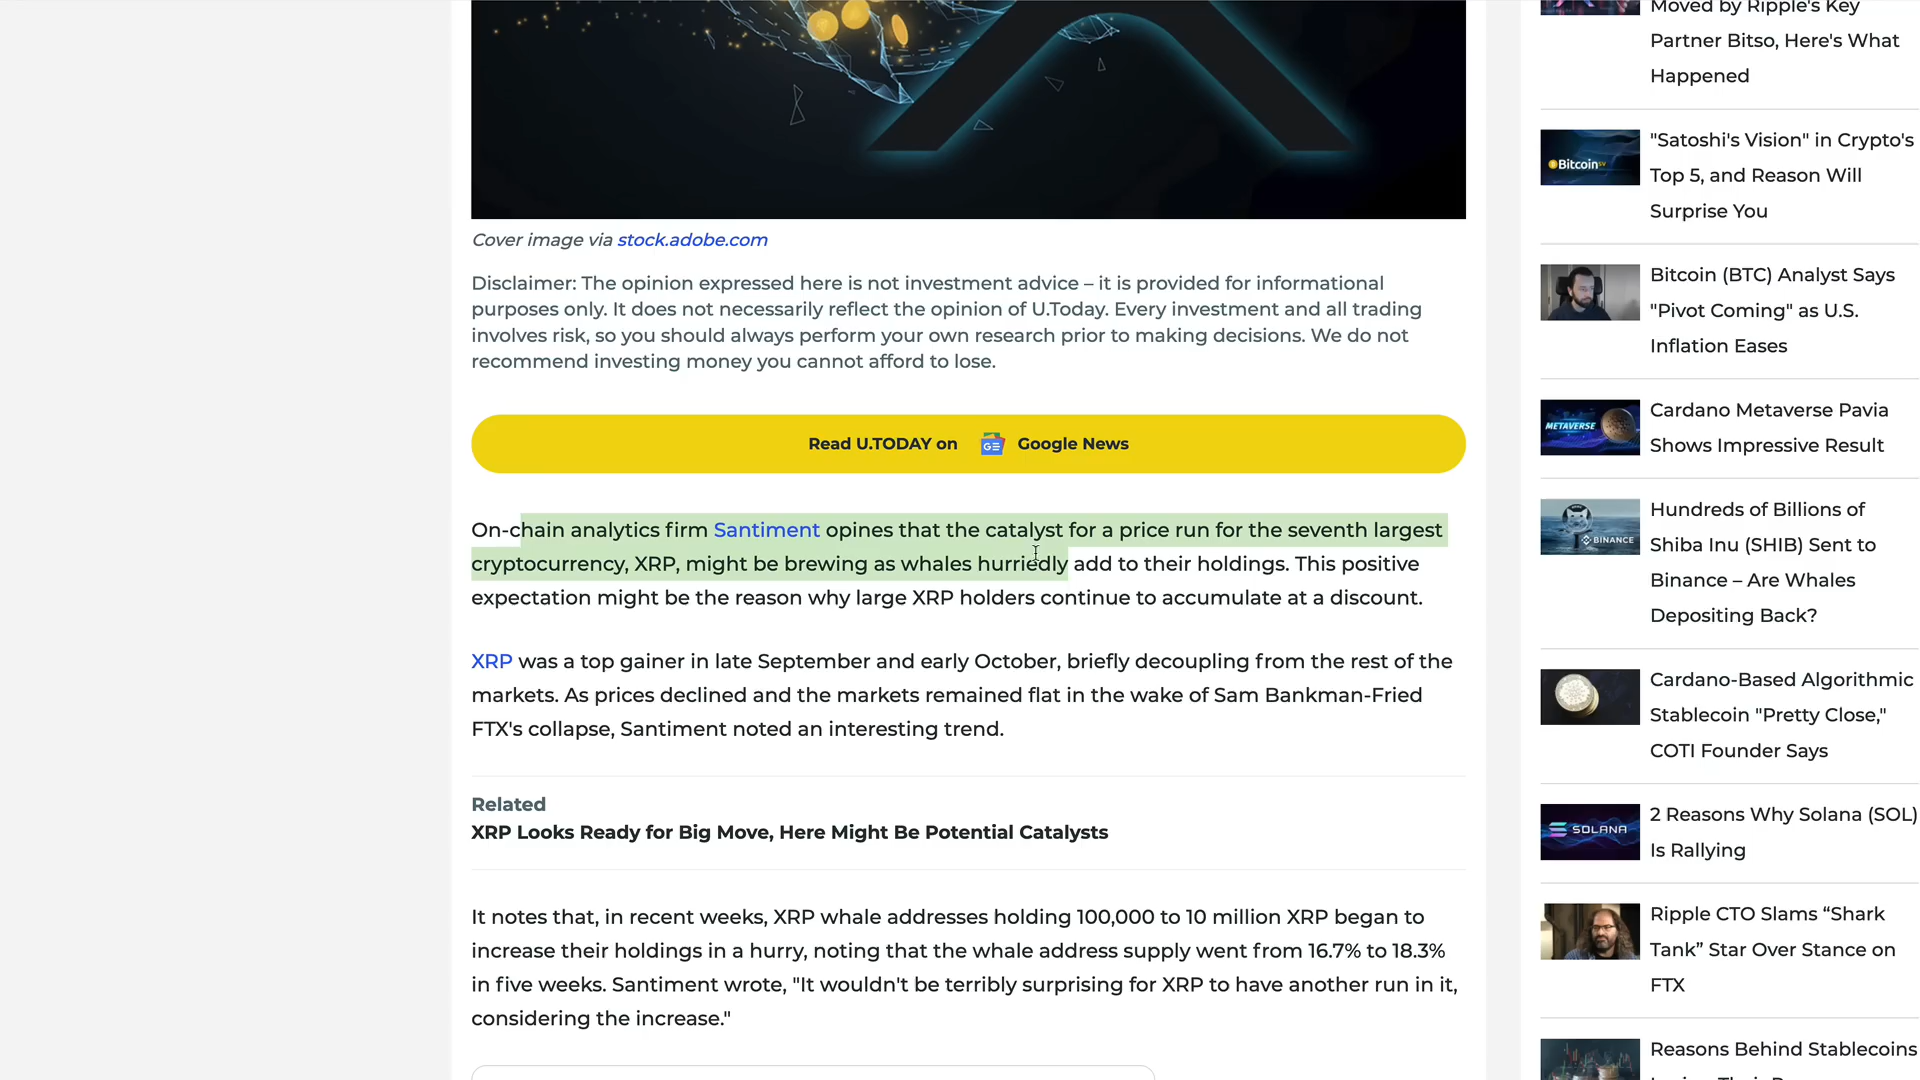 Cover image via stock.adobe.com
Disclaimer: The opinion expressed here is not investment advice – it is provided for informational
purposes only. It does not necessarily reflect the opinion of U.Today. Every investment and all trading
involves risk, so you should always perform your own research prior to making decisions. We do not
recommend investing money you cannot afford to lose.
Read U.TODAY on GE Google News
On-chain analytics firm Santiment opines that the catalyst for a price run for the seventh largest
cryptocurrency, XRP, might be brewing as whales hurriedly add to their holdings. This positive
expectation might be the reason why large XRP holders continue to accumulate at a discount.
XRP was a top gainer in late September and early October, briefly decoupling from the rest of the
markets. As prices declined and the markets remained flat in the wake of Sam Bankman-Fried
FTX's collapse, Santiment noted an interesting trend.
Related
XRP Looks Ready for Big Move, Here Might Be Potential Catalysts
It notes that, in recent weeks, XRP whale addresses holding 100,000 to 10 million XRP began to
increase their holdings in a hurry, noting that the whale address supply went from 16.7% to 18.3%
in five weeks. Santiment wrote, "It wouldn't be terribly surprising for XRP to have another run in it,
considering the increase."
Moved by Ripple's Key
Partner Bitso, Here's What
Happened
Bitcoin SV
"Satoshi's Vision" in Crypto's
Top 5, and Reason Will
Surprise You
Bitcoin (BTC) Analyst Says
"Pivot Coming" as U.S.
Inflation Eases
METAVERSE
Cardano Metaverse Pavia
Shows Impressive Result
BINANCE
Hundreds of Billions of
Shiba Inu (SHIB) Sent to
Binance – Are Whales
Depositing Back?
Cardano-Based Algorithmic
Stablecoin "Pretty Close,"
COTI Founder Says
SOLANA
2 Reasons Why Solana (SOL)
Is Rallying
Ripple CTO Slams “Shark
Tank” Star Over Stance on
FTX
Reasons Behind Stablecoins